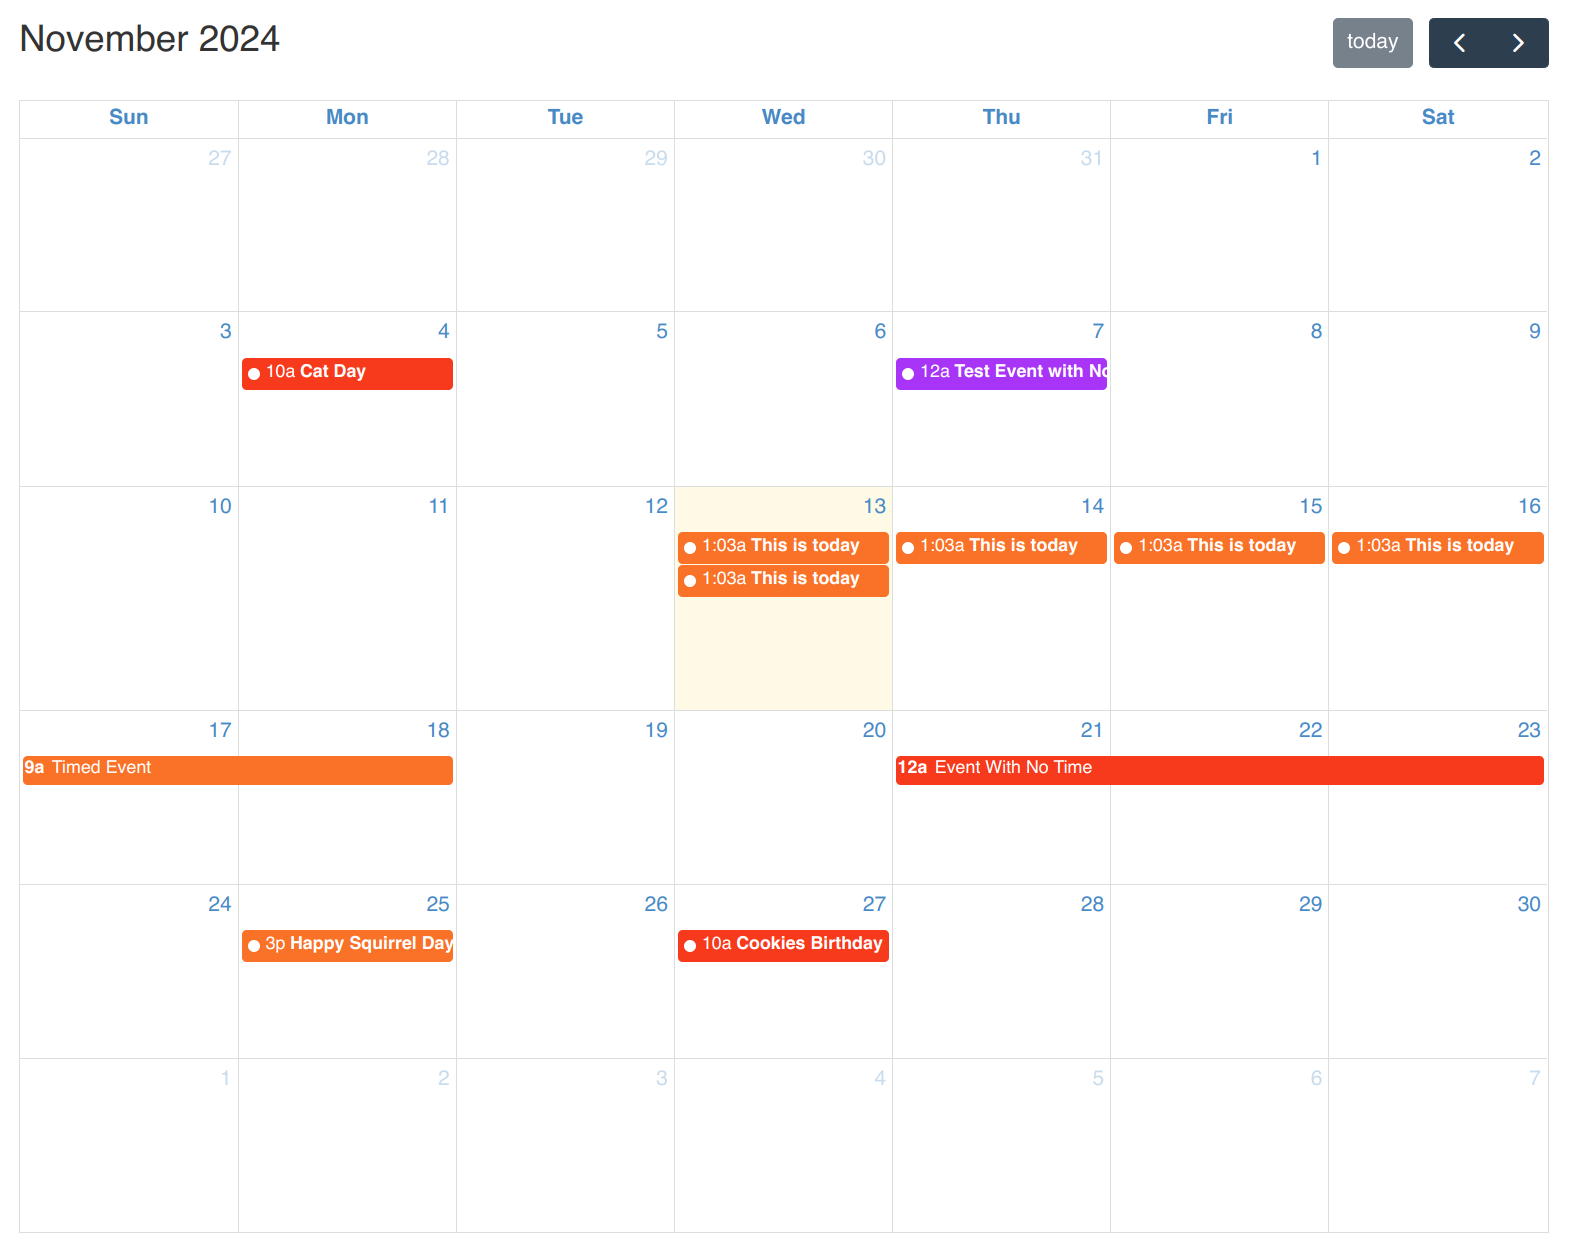 November 2024
today
Sun Mon Tue Wed Thu Fri Sat
27 28 29 30 31 1 2
3 4 5 6 7 8 9
10a Cat Day
12a Test Event with No
10 11 12 13 14 15 16
1:03a This is today 1:03a This is today 1:03a This is today 1:03a This is today
1:03a This is today
17 18 19 20 21 22 23
9a Timed Event
12a Event With No Time
24 25 26 27 28 29 30
3p Happy Squirrel Day
10a Cookies Birthday
1 2 3 4 5 6 7